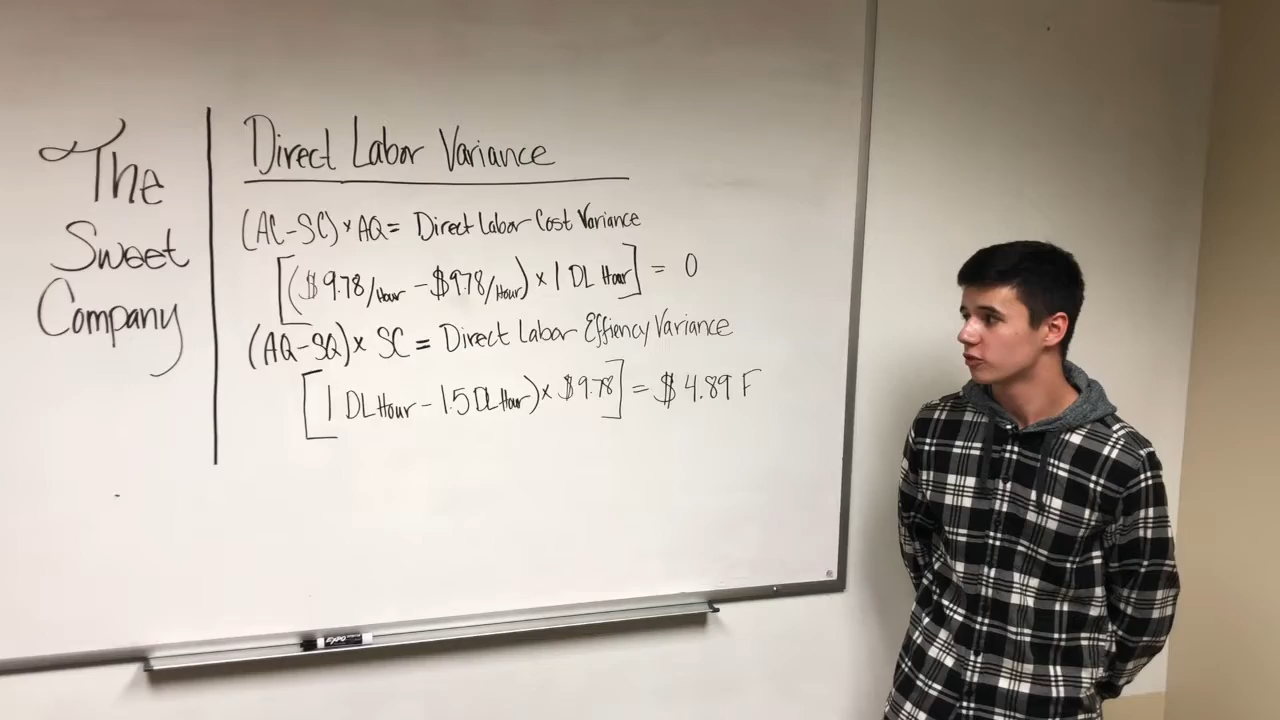 The
Sweet
Company
Direct Labor Variance
(AC-SC)×AQ= Direct Labor Cost Variance
[($9.78/Hour - $9.78/Hour) × 1 DL Hour] = 0
(AQ-SQ)× SC = Direct Labor Effiency Variance
[1 DL Hour - 1.5 DL Hour)× $9.78] = $4.89 F
EXPO